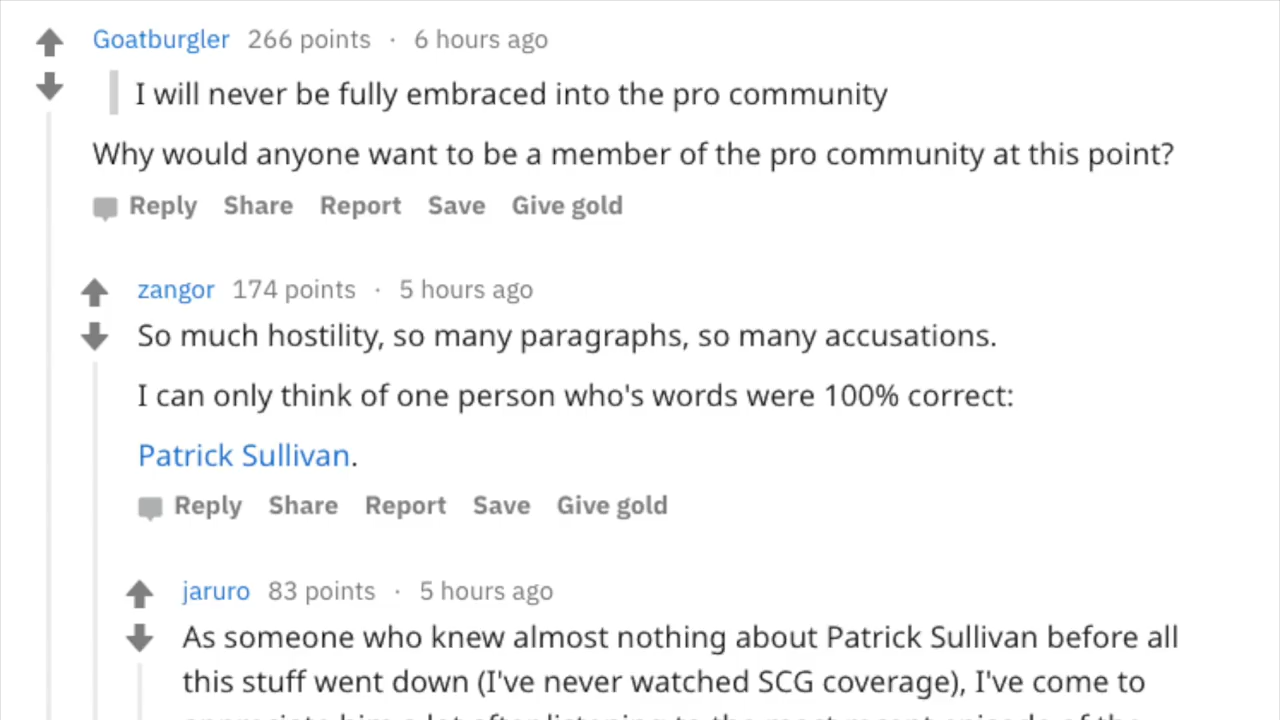 Goatburgler 266 points · 6 hours ago
I will never be fully embraced into the pro community
Why would anyone want to be a member of the pro community at this point?
Reply Share Report Save Give gold
zangor 174 points · 5 hours ago
So much hostility, so many paragraphs, so many accusations.
I can only think of one person who's words were 100% correct:
Patrick Sullivan.
Reply Share Report Save Give gold
jaruro 83 points · 5 hours ago
As someone who knew almost nothing about Patrick Sullivan before all
this stuff went down (I've never watched SCG coverage), I've come to